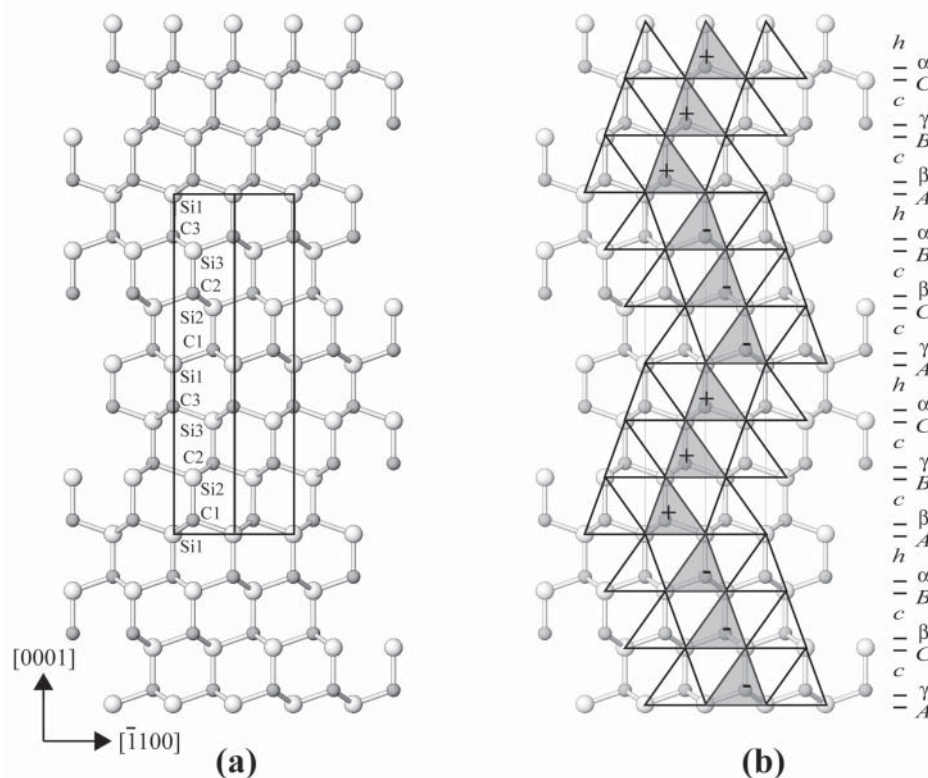 Si1
C3
Si3
C2
Si2
C1
Si1
C3
Si3
C2
Si2
C1
Si1
[0001]
[1̄100]
(a)
+
+
+
-
-
-
+
+
+
-
-
-
(b)
h
α
C
c
γ
B
c
β
A
h
α
B
c
β
C
c
γ
A
h
α
C
c
γ
B
c
β
A
h
α
B
c
β
C
c
γ
A